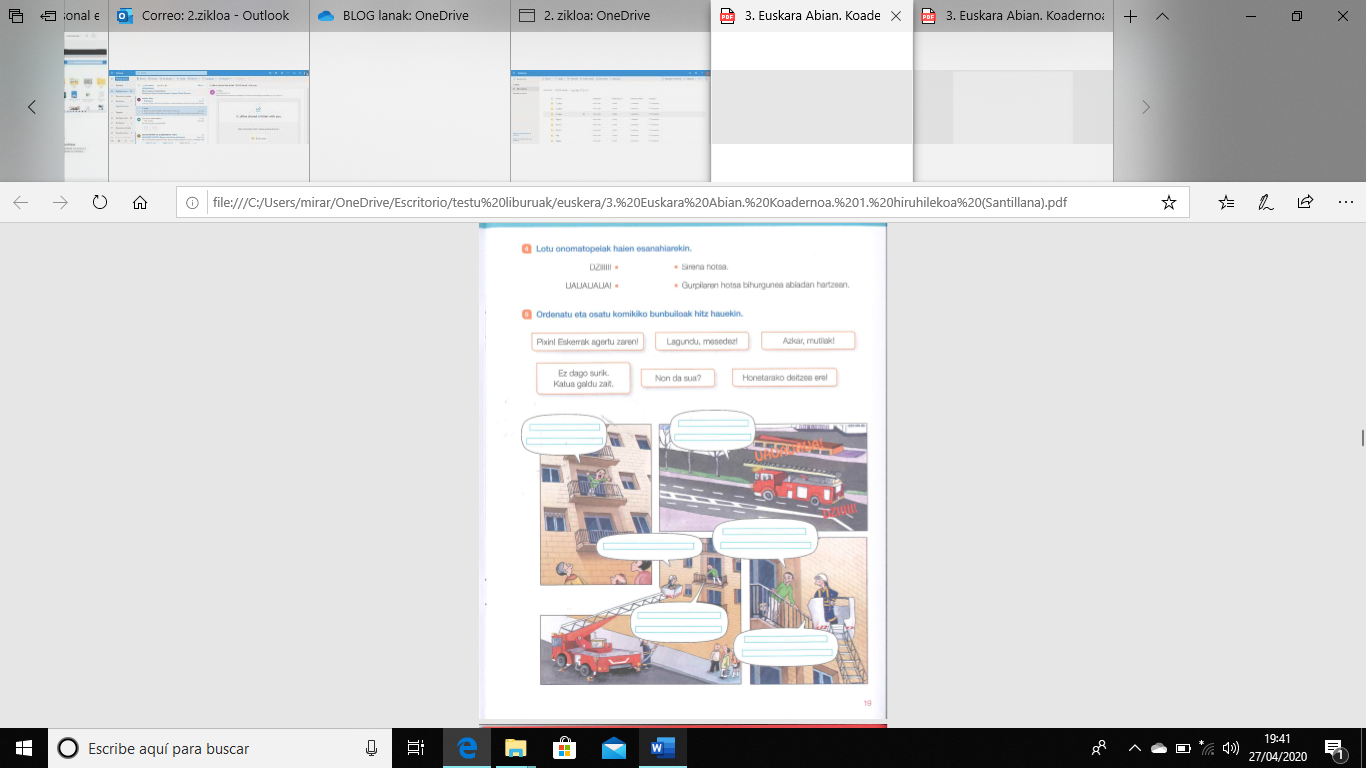 sonal e
Correo: 2.zikloa - Outlook
BLOG lanak: OneDrive
2. zikloa: OneDrive
3. Euskara Abian. Koade
3. Euskara Abian. Koaderno
file:///C:/Users/mirar/OneDrive/Escritorio/testu%20liburuak/euskera/3.%20Euskara%20Abian.%20Koadernoa.%201.%20hiruhilekoa%20(Santillana).pdf
4 Lotu onomatopeiak haien esanahiarekin.
DZIIIII! • • Sirena hotsa.
UAUAUAUA! • • Gurpilaren hotsa bihurgunea abiadan hartzean.
5 Ordenatu eta osatu komikiko bunbuiloak hitz hauekin.
Pixin! Eskerrak agertu zaren!
Lagundu, mesedez!
Azkar, mutilak!
Ez dago surik.
Katua galdu zait.
Non da sua?
Honetarako deitzea ere!
UAUAUAUA!
DZIIIII!
19
Escribe aquí para buscar
19:41
27/04/2020
1